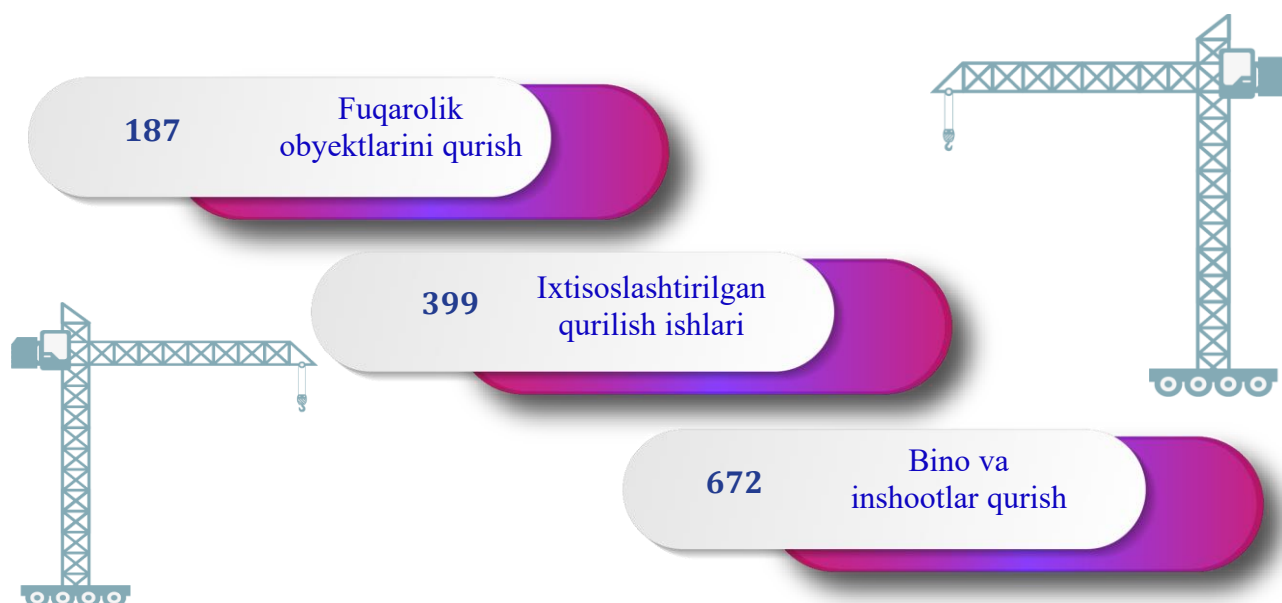 187
Fuqarolik
obyektlarini qurish
399
Ixtisoslashtirilgan
qurilish ishlari
672
Bino va
inshootlar qurish